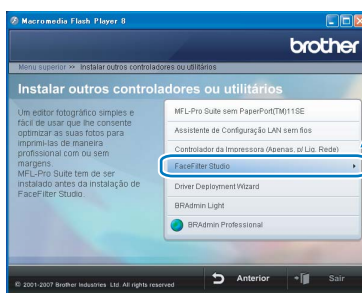 Macromedia Flash Player 8
brother
Menu superior >> Instalar outros controladores ou utilitários
Instalar outros controladores ou utilitários
Um editor fotográfico simples e
fácil de usar que lhe consente
optimizar as suas fotos para
imprimi-las de maneira
profissional com ou sem
margens.
MFL-Pro Suite tem de ser
instalado antes da instalação de
FaceFilter Studio.
MFL-Pro Suite sem PaperPort(TM)11SE
Assistente de Configuração LAN sem fios
Controlador da Impressora (Apenas. p/ Lig. Rede)
FaceFilter Studio
Driver Deployment Wizard
BRAdmin Light
BRAdmin Professional
© 2001-2007 Brother Industries Ltd. All rights reserved
Anterior
Sair